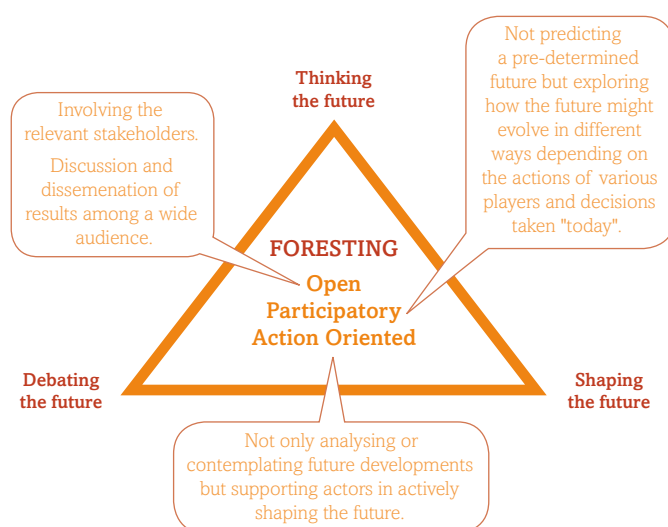 Thinking
the future
Not predicting
a pre-determined
future but exploring
how the future might
evolve in different
ways depending on
the actions of various
players and decisions
taken "today".
Involving the
relevant stakeholders.
Discussion and
dissemenation of
results among a wide
audience.
FORESTING
Open
Participatory
Action Oriented
Debating
the future
Shaping
the future
Not only analysing or
contemplating future developments
but supporting actors in actively
shaping the future.